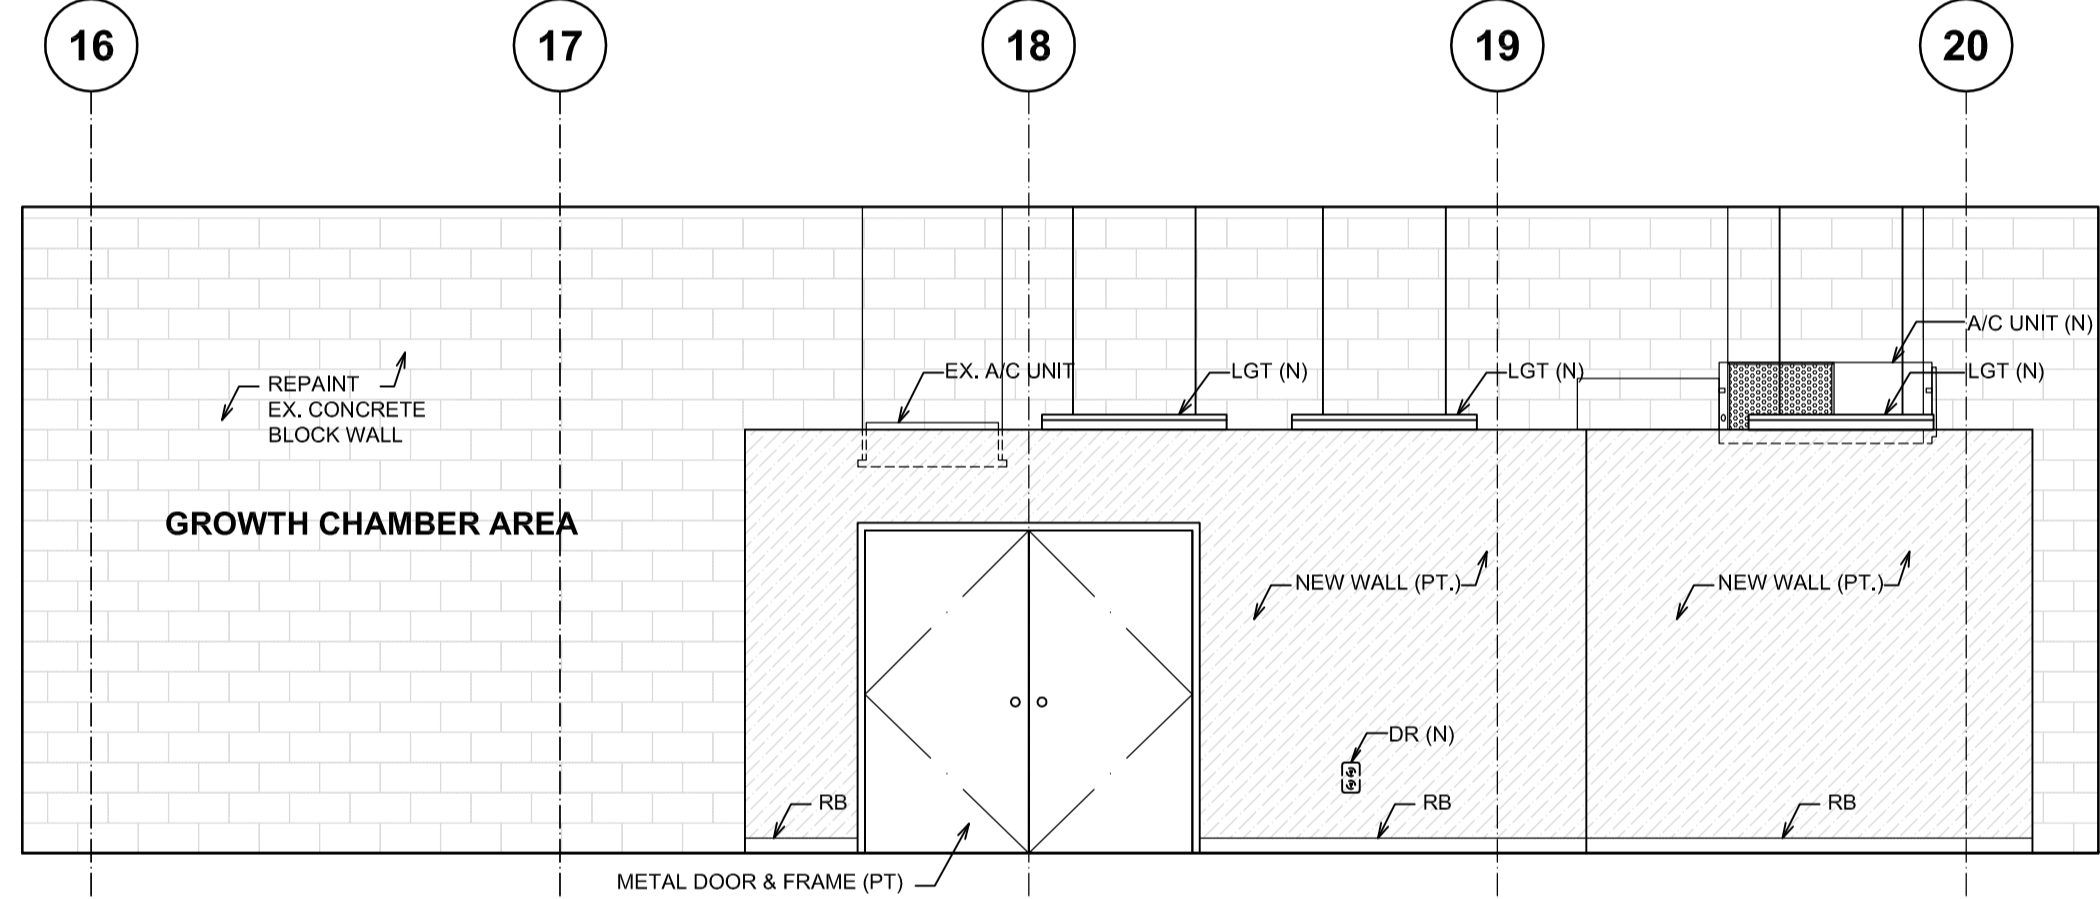 16
17
18
19
20
A/C UNIT (N)
EX. A/C UNIT
LGT (N)
LGT (N)
LGT (N)
REPAINT
EX. CONCRETE
BLOCK WALL
GROWTH CHAMBER AREA
NEW WALL (PT.)
NEW WALL (PT.)
DR (N)
RB
RB
RB
METAL DOOR & FRAME (PT)